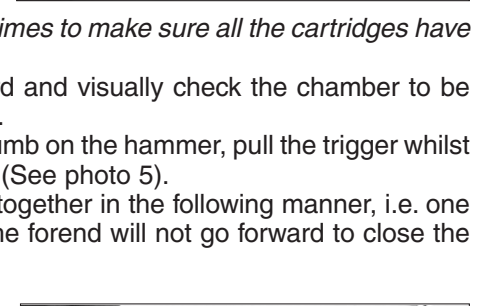 imes to make sure all the cartridges have
d and visually check the chamber to be
.
umb on the hammer, pull the trigger whilst
(See photo 5).
together in the following manner, i.e. one
ne forend will not go forward to close the